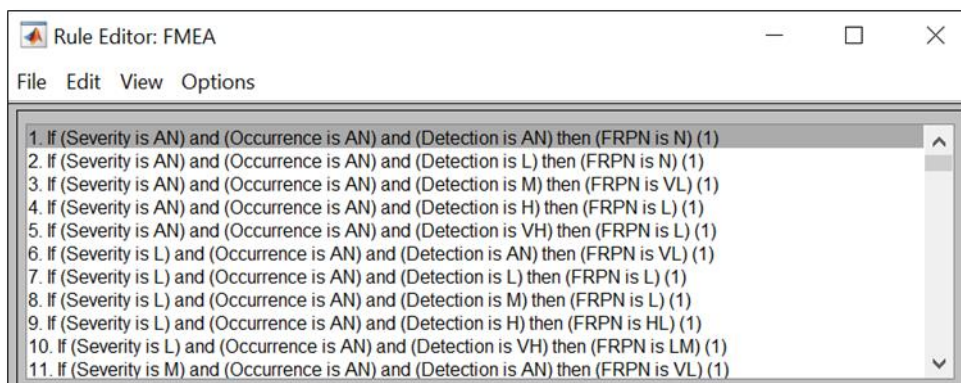 Rule Editor: FMEA
File Edit View Options
1. If (Severity is AN) and (Occurrence is AN) and (Detection is AN) then (FRPN is N) (1)
2. If (Severity is AN) and (Occurrence is AN) and (Detection is L) then (FRPN is N) (1)
3. If (Severity is AN) and (Occurrence is AN) and (Detection is M) then (FRPN is VL) (1)
4. If (Severity is AN) and (Occurrence is AN) and (Detection is H) then (FRPN is L) (1)
5. If (Severity is AN) and (Occurrence is AN) and (Detection is VH) then (FRPN is L) (1)
6. If (Severity is L) and (Occurrence is AN) and (Detection is AN) then (FRPN is VL) (1)
7. If (Severity is L) and (Occurrence is AN) and (Detection is L) then (FRPN is L) (1)
8. If (Severity is L) and (Occurrence is AN) and (Detection is M) then (FRPN is L) (1)
9. If (Severity is L) and (Occurrence is AN) and (Detection is H) then (FRPN is HL) (1)
10. If (Severity is L) and (Occurrence is AN) and (Detection is VH) then (FRPN is LM) (1)
11. If (Severity is M) and (Occurrence is AN) and (Detection is AN) then (FRPN is VL) (1)